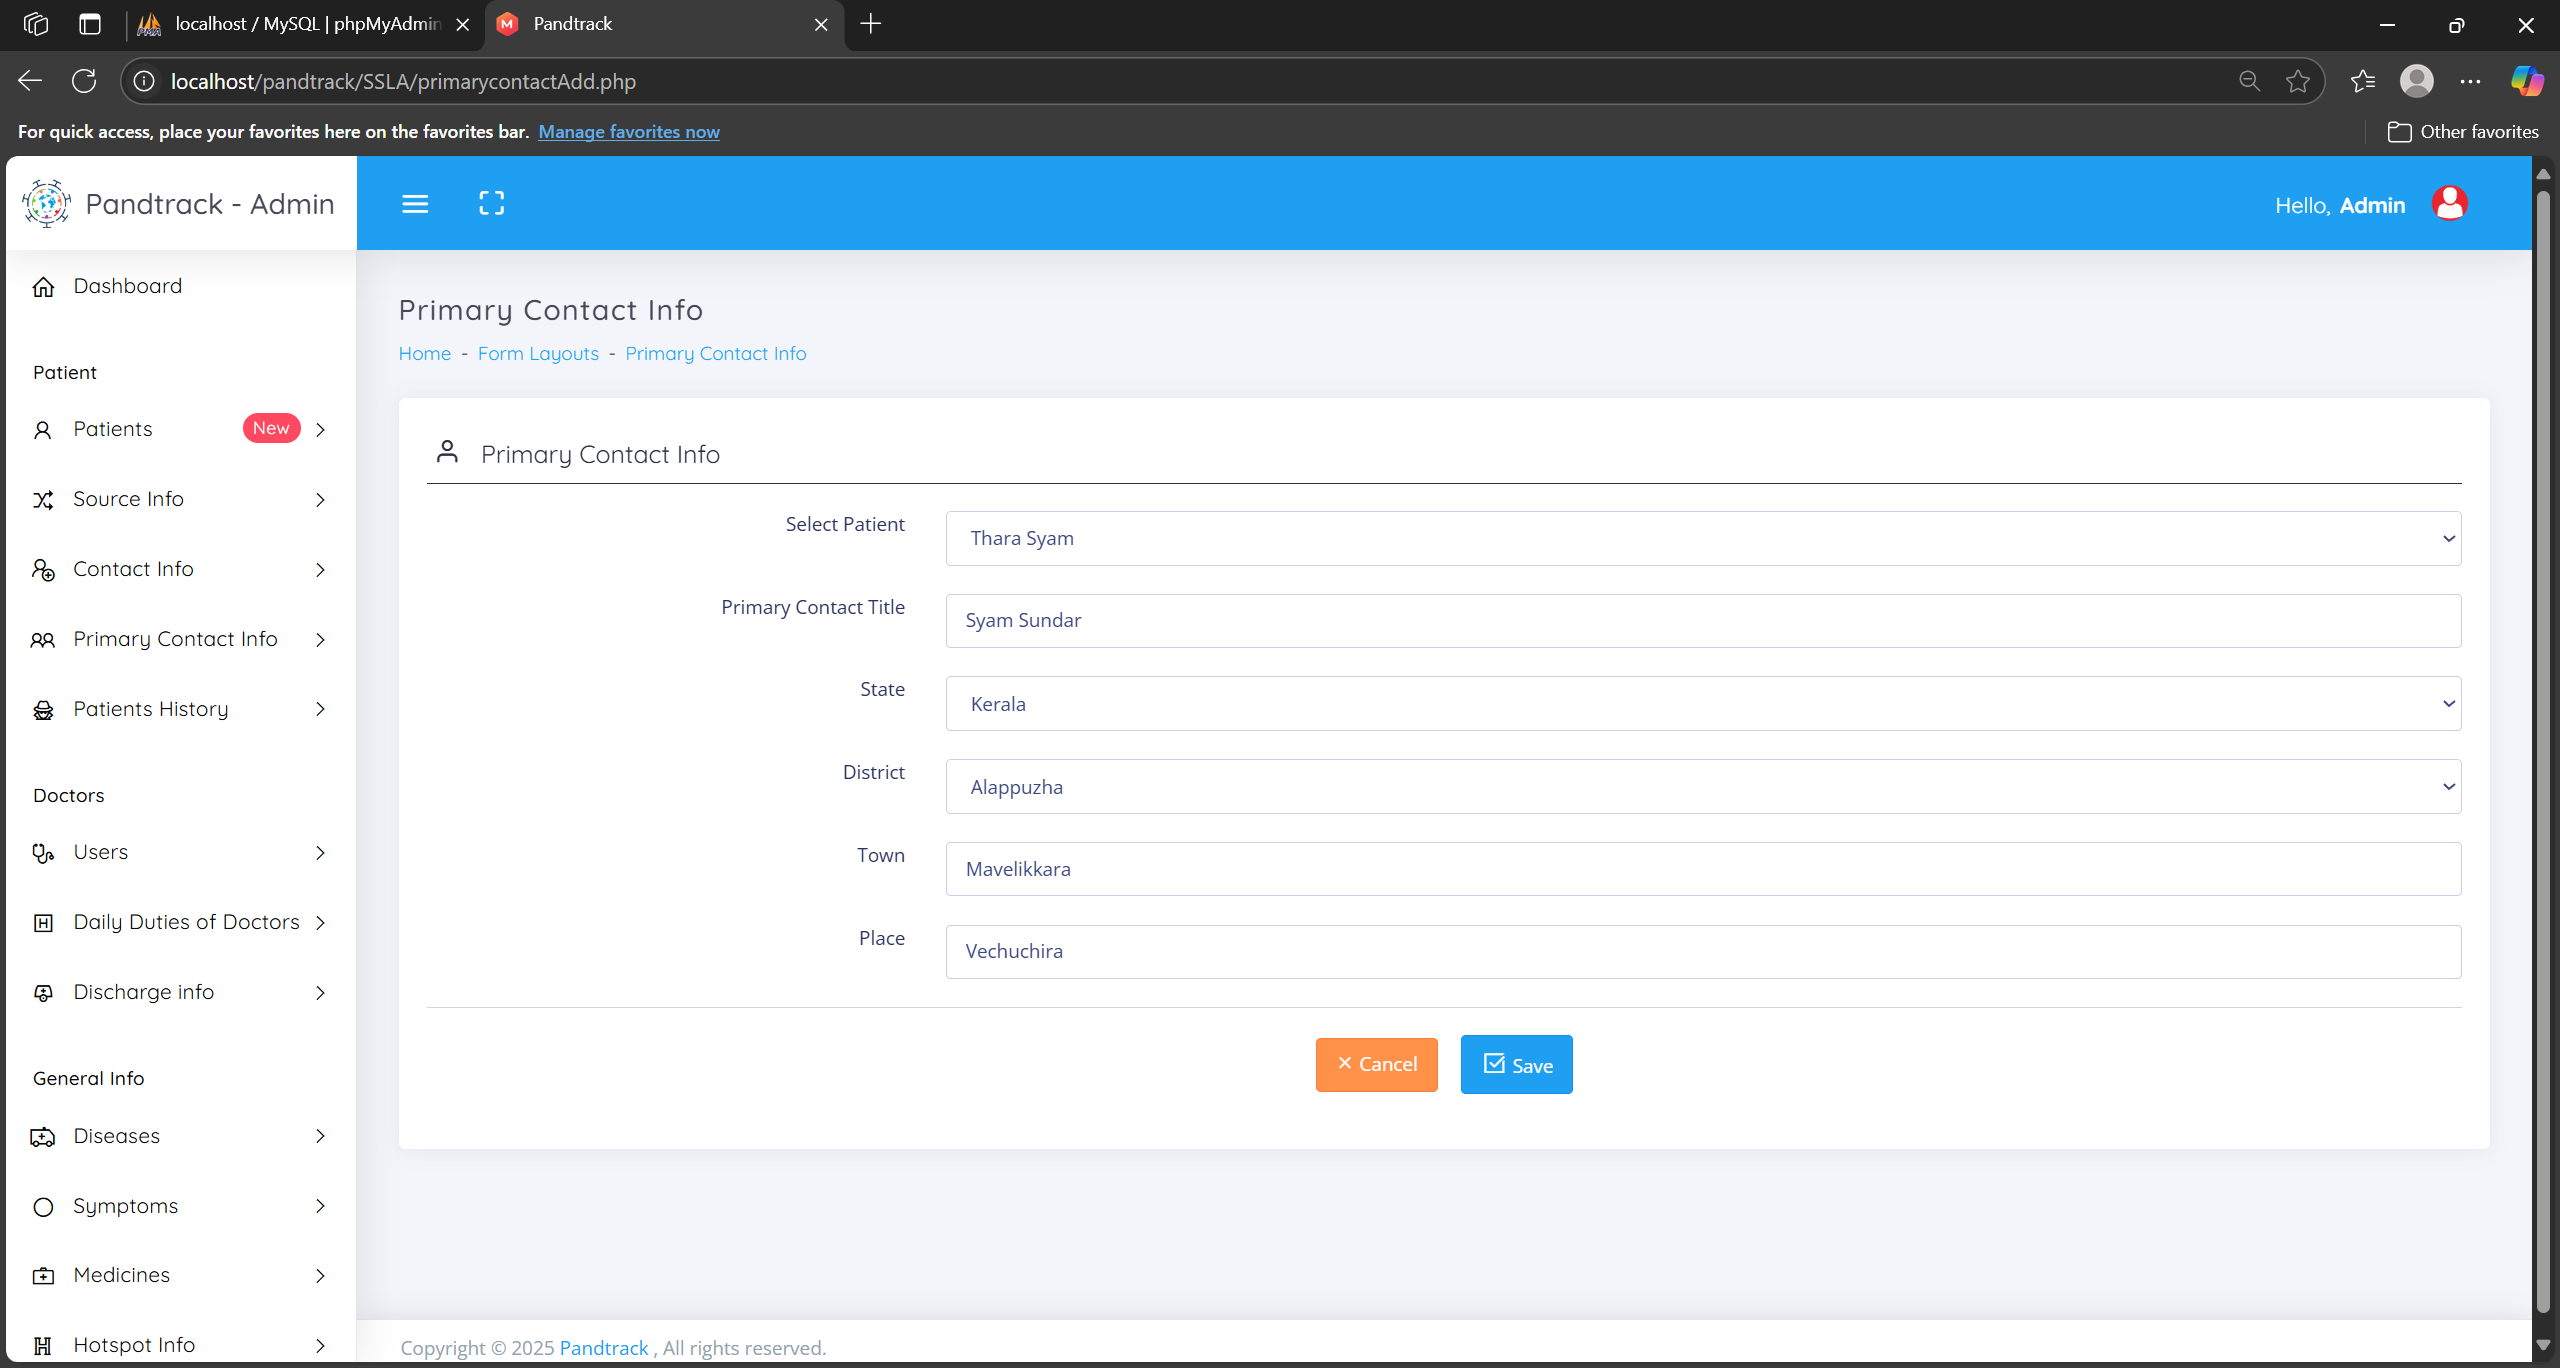 localhost / MySQL | phpMyAdmin
Pandtrack
localhost/pandtrack/SSLA/primarycontactAdd.php
For quick access, place your favorites here on the favorites bar. Manage favorites now
Other favorites
Pandtrack - Admin
Hello, Admin
Dashboard
Patient
Patients New
Source Info
Contact Info
Primary Contact Info
Patients History
Doctors
Users
Daily Duties of Doctors
Discharge info
General Info
Diseases
Symptoms
Medicines
Hotspot Info
Primary Contact Info
Home - Form Layouts - Primary Contact Info
Primary Contact Info
Select Patient Thara Syam
Primary Contact Title Syam Sundar
State Kerala
District Alappuzha
Town Mavelikkara
Place Vechuchira
× Cancel Save
Copyright © 2025 Pandtrack , All rights reserved.